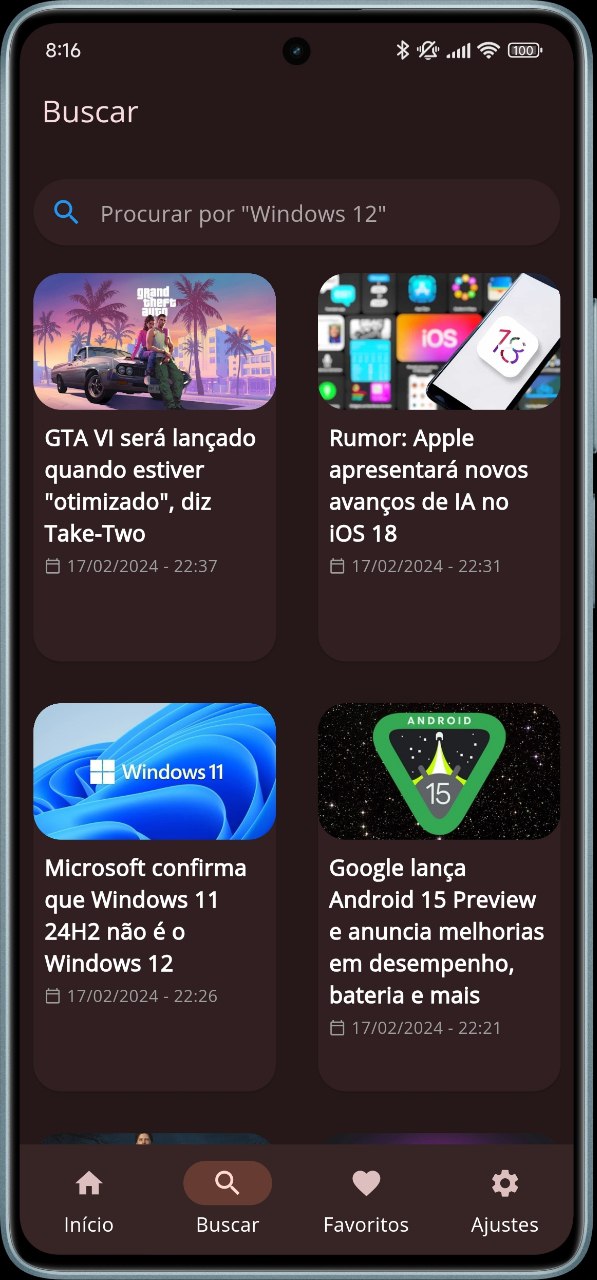 8:16
100
Buscar
Procurar por "Windows 12"
grand
theft
auto
GTA VI será lançado
quando estiver
"otimizado", diz
Take-Two
17/02/2024 - 22:37
iOS
18
Rumor: Apple
apresentará novos
avanços de IA no
iOS 18
17/02/2024 - 22:31
Windows 11
Microsoft confirma
que Windows 11
24H2 não é o
Windows 12
17/02/2024 - 22:26
ANDROID
15
Google lança
Android 15 Preview
e anuncia melhorias
em desempenho,
bateria e mais
17/02/2024 - 22:21
Início
Buscar
Favoritos
Ajustes